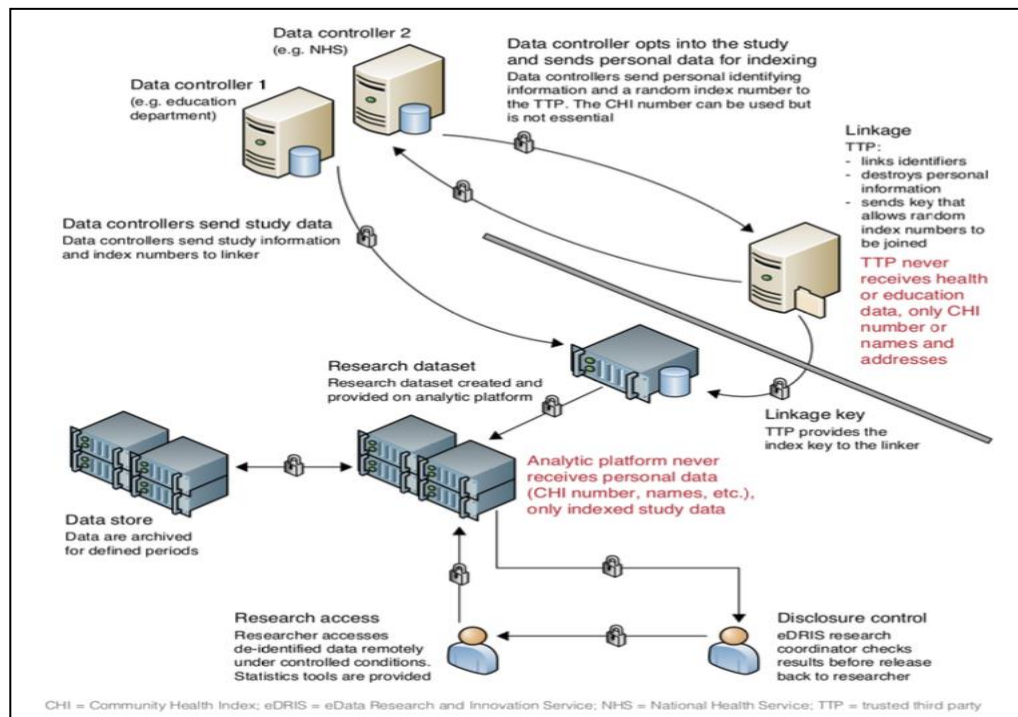 Data controller 2
(e.g. NHS)
Data controller opts into the study
and sends personal data for indexing
Data controllers send personal identifying
information and a random index number to
the TTP. The CHI number can be used but
is not essential
Data controller 1
(e.g. education
department)
Linkage
TTP:
- links identifiers
- destroys personal
information
- sends key that
allows random
index numbers to
be joined
TTP never
receives health
or education
data, only CHI
number or
names and
addresses
Data controllers send study data
Data controllers send study information
and index numbers to linker
Research dataset
Research dataset created and
provided on analytic platform
Linkage key
TTP provides the
index key to the linker
Analytic platform never
receives personal data
(CHI number, names, etc.),
only indexed study data
Data store
Data are archived
for defined periods
Research access
Researcher accesses
de-identified data remotely
under controlled conditions.
Statistics tools are provided
Disclosure control
eDRIS research
coordinator checks
results before release
back to researcher
CHI = Community Health Index; eDRIS = eData Research and Innovation Service; NHS = National Health Service; TTP = trusted third party